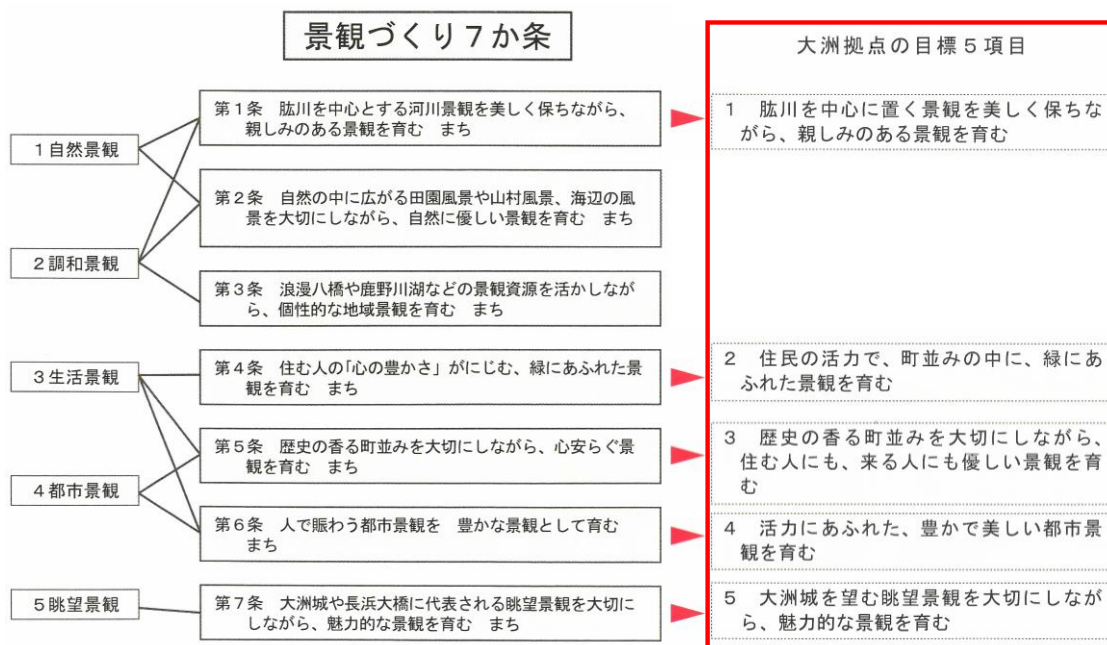 景観づくり７か条
１自然景観
２調和景観
３生活景観
４都市景観
５眺望景観
第１条　肱川を中心とする河川景観を美しく保ちながら、
親しみのある景観を育む　まち
第２条　自然の中に広がる田園風景や山村風景、海辺の風
景を大切にしながら、自然に優しい景観を育む　まち
第３条　浪漫八橋や鹿野川湖などの景観資源を活かしなが
ら、個性的な地域景観を育む　まち
第４条　住む人の「心の豊かさ」がにじむ、緑にあふれた景
観を育む　まち
第５条　歴史の香る町並みを大切にしながら、心安らぐ景
観を育む　まち
第６条　人で賑わう都市景観を　豊かな景観として育む
まち
第７条　大洲城や長浜大橋に代表される眺望景観を大切に
しながら、魅力的な景観を育む　まち
大洲拠点の目標５項目
１　肱川を中心に置く景観を美しく保ちな
がら、親しみのある景観を育む
２　住民の活力で、町並みの中に、緑にあ
ふれた景観を育む
３　歴史の香る町並みを大切にしながら、
住む人にも、来る人にも優しい景観を育
む
４　活力にあふれた、豊かで美しい都市景
観を育む
５　大洲城を望む眺望景観を大切にしなが
ら、魅力的な景観を育む